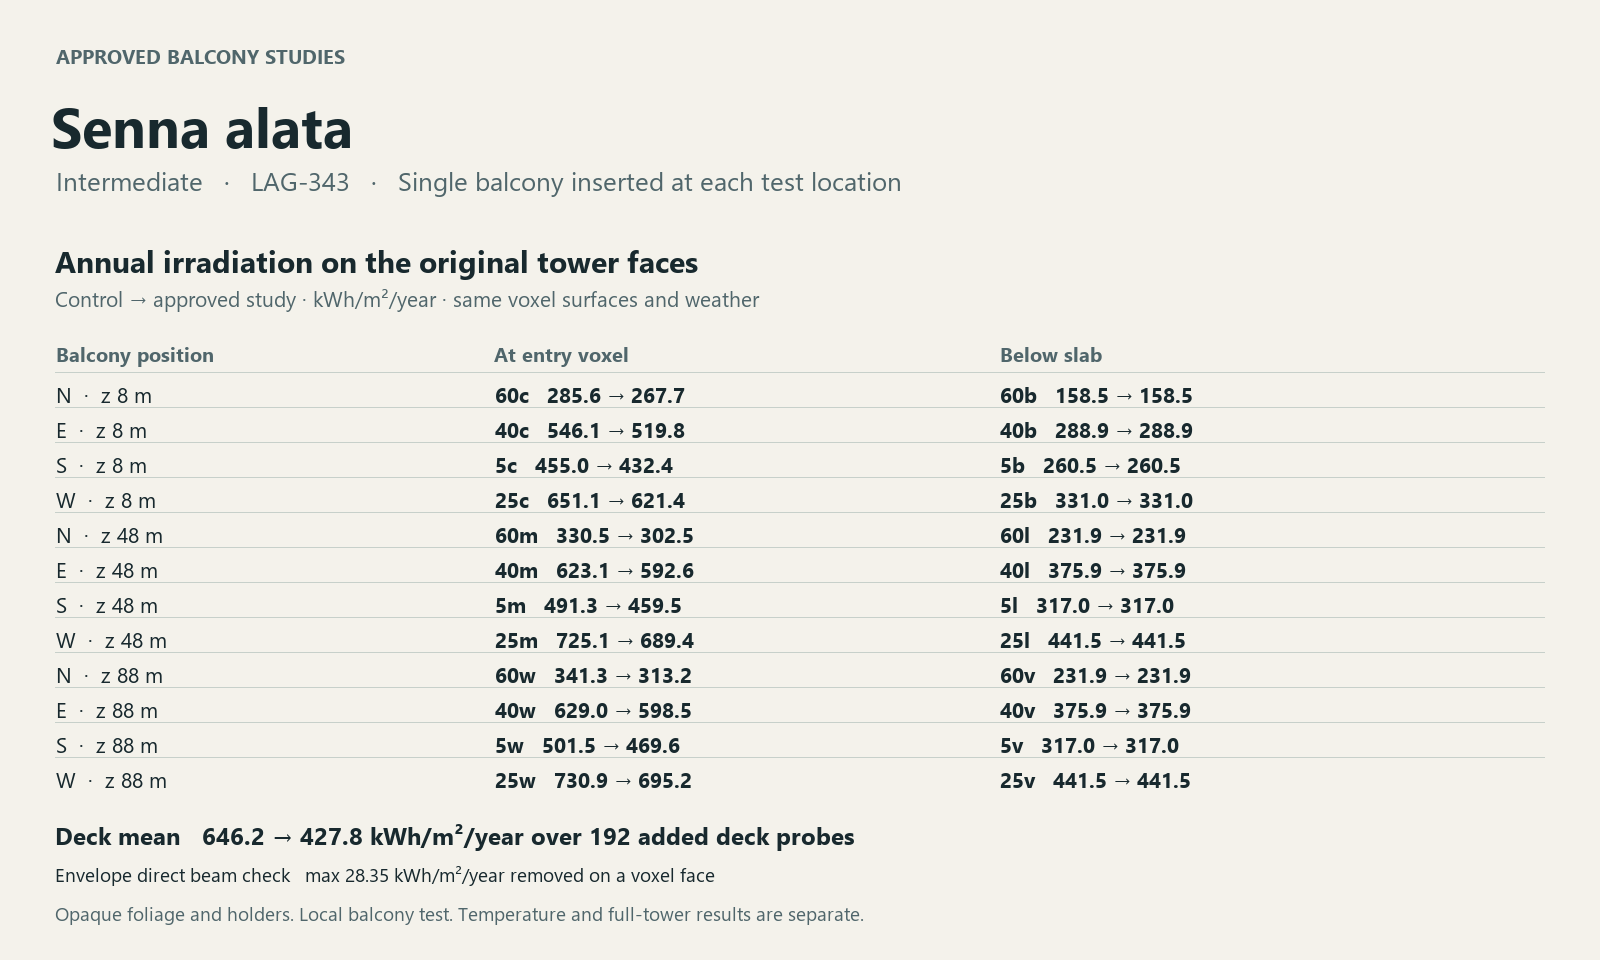 APPROVED BALCONY STUDIES
Senna alata
Intermediate · LAG-343 · Single balcony inserted at each test location
Annual irradiation on the original tower faces
Control → approved study · kWh/m²/year · same voxel surfaces and weather
Balcony position At entry voxel Below slab
N · z 8 m 60c 285.6 → 267.7 60b 158.5 → 158.5
E · z 8 m 40c 546.1 → 519.8 40b 288.9 → 288.9
S · z 8 m 5c 455.0 → 432.4 5b 260.5 → 260.5
W · z 8 m 25c 651.1 → 621.4 25b 331.0 → 331.0
N · z 48 m 60m 330.5 → 302.5 60l 231.9 → 231.9
E · z 48 m 40m 623.1 → 592.6 40l 375.9 → 375.9
S · z 48 m 5m 491.3 → 459.5 5l 317.0 → 317.0
W · z 48 m 25m 725.1 → 689.4 25l 441.5 → 441.5
N · z 88 m 60w 341.3 → 313.2 60v 231.9 → 231.9
E · z 88 m 40w 629.0 → 598.5 40v 375.9 → 375.9
S · z 88 m 5w 501.5 → 469.6 5v 317.0 → 317.0
W · z 88 m 25w 730.9 → 695.2 25v 441.5 → 441.5
Deck mean 646.2 → 427.8 kWh/m²/year over 192 added deck probes
Envelope direct beam check max 28.35 kWh/m²/year removed on a voxel face
Opaque foliage and holders. Local balcony test. Temperature and full-tower results are separate.